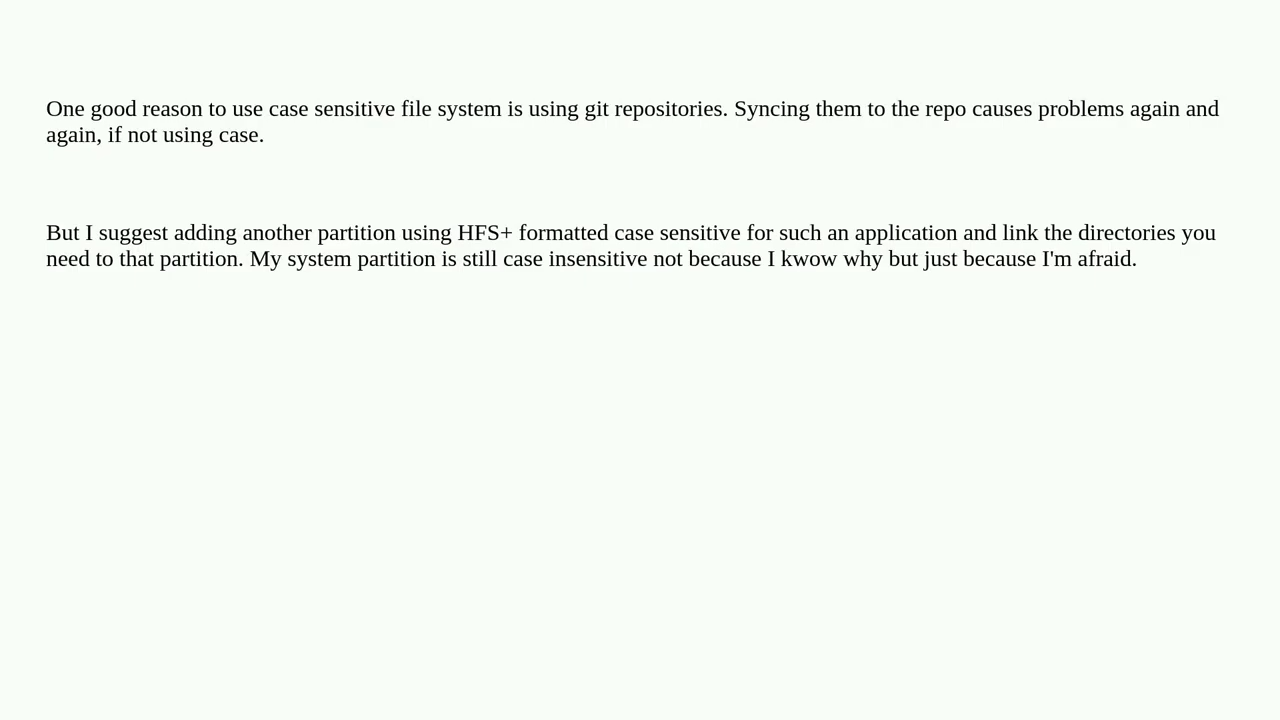 One good reason to use case sensitive file system is using git repositories. Syncing them to the repo causes problems again and
again, if not using case.
But I suggest adding another partition using HFS+ formatted case sensitive for such an application and link the directories you
need to that partition. My system partition is still case insensitive not because I kwow why but just because I'm afraid.